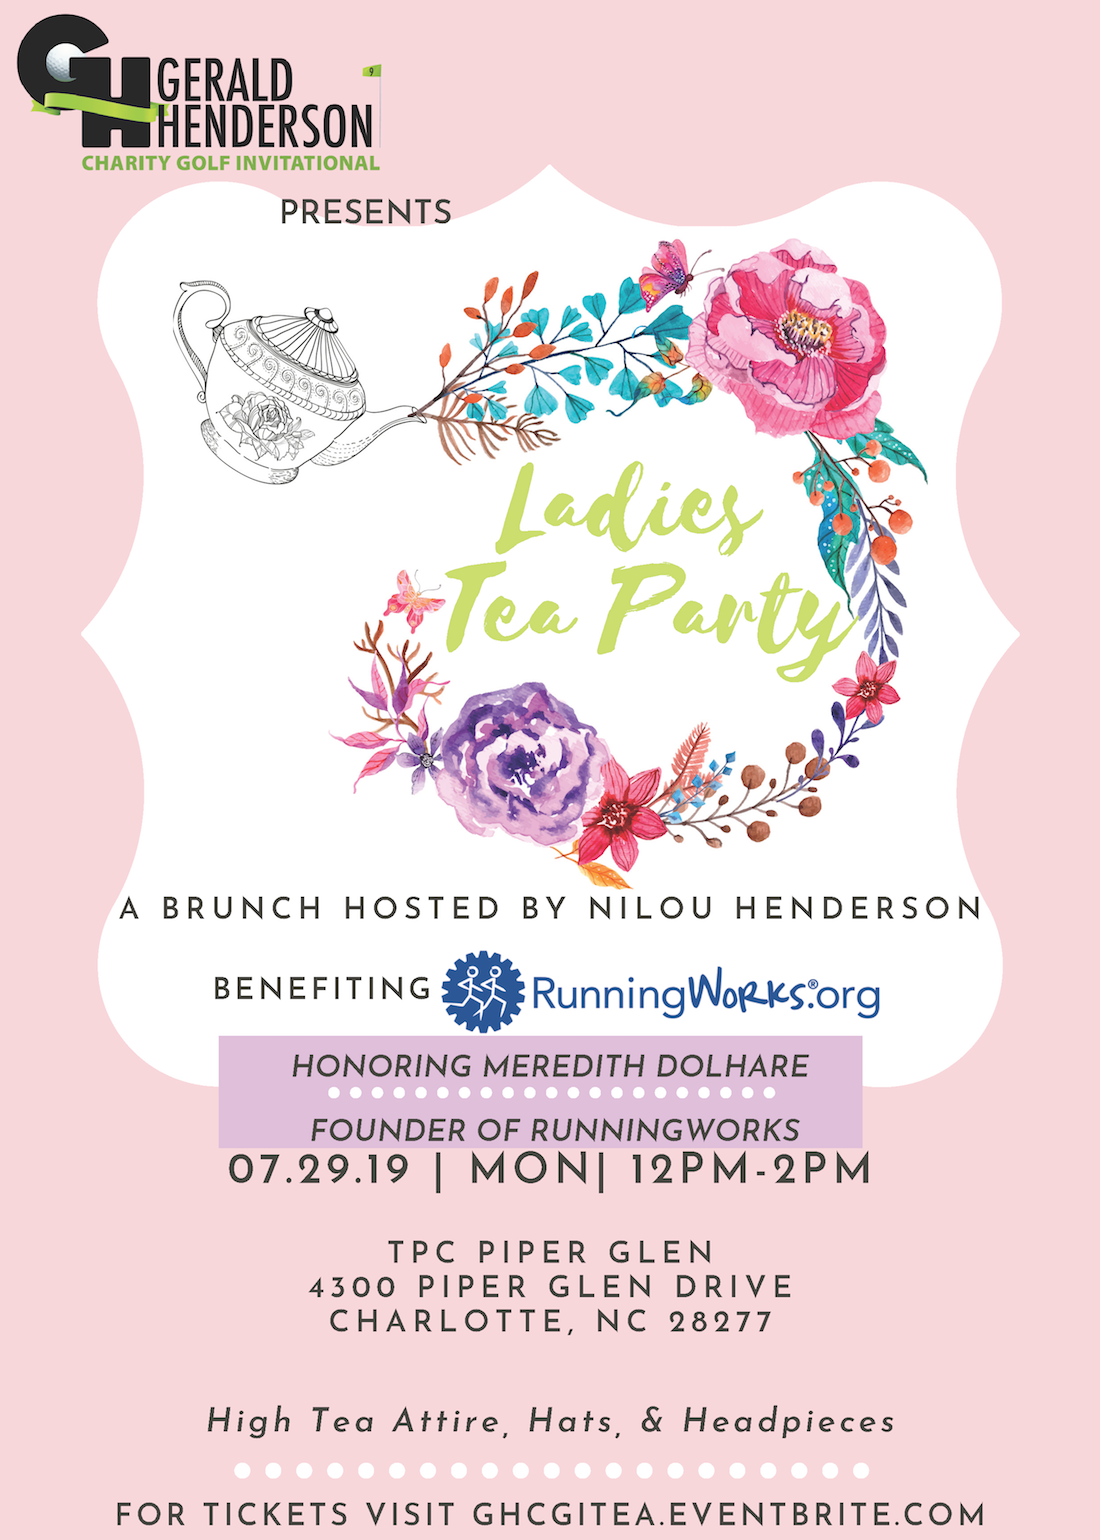 GH GERALD
HENDERSON
9
CHARITY GOLF INVITATIONAL
PRESENTS
Ladies
Tea Party
A BRUNCH HOSTED BY NILOU HENDERSON
BENEFITING RunningWorks®.org
HONORING MEREDITH DOLHARE
FOUNDER OF RUNNINGWORKS
07.29.19 | MON| 12PM-2PM
TPC PIPER GLEN
4300 PIPER GLEN DRIVE
CHARLOTTE, NC 28277
High Tea Attire, Hats, & Headpieces
FOR TICKETS VISIT GHCGITEA.EVENTBRITE.COM